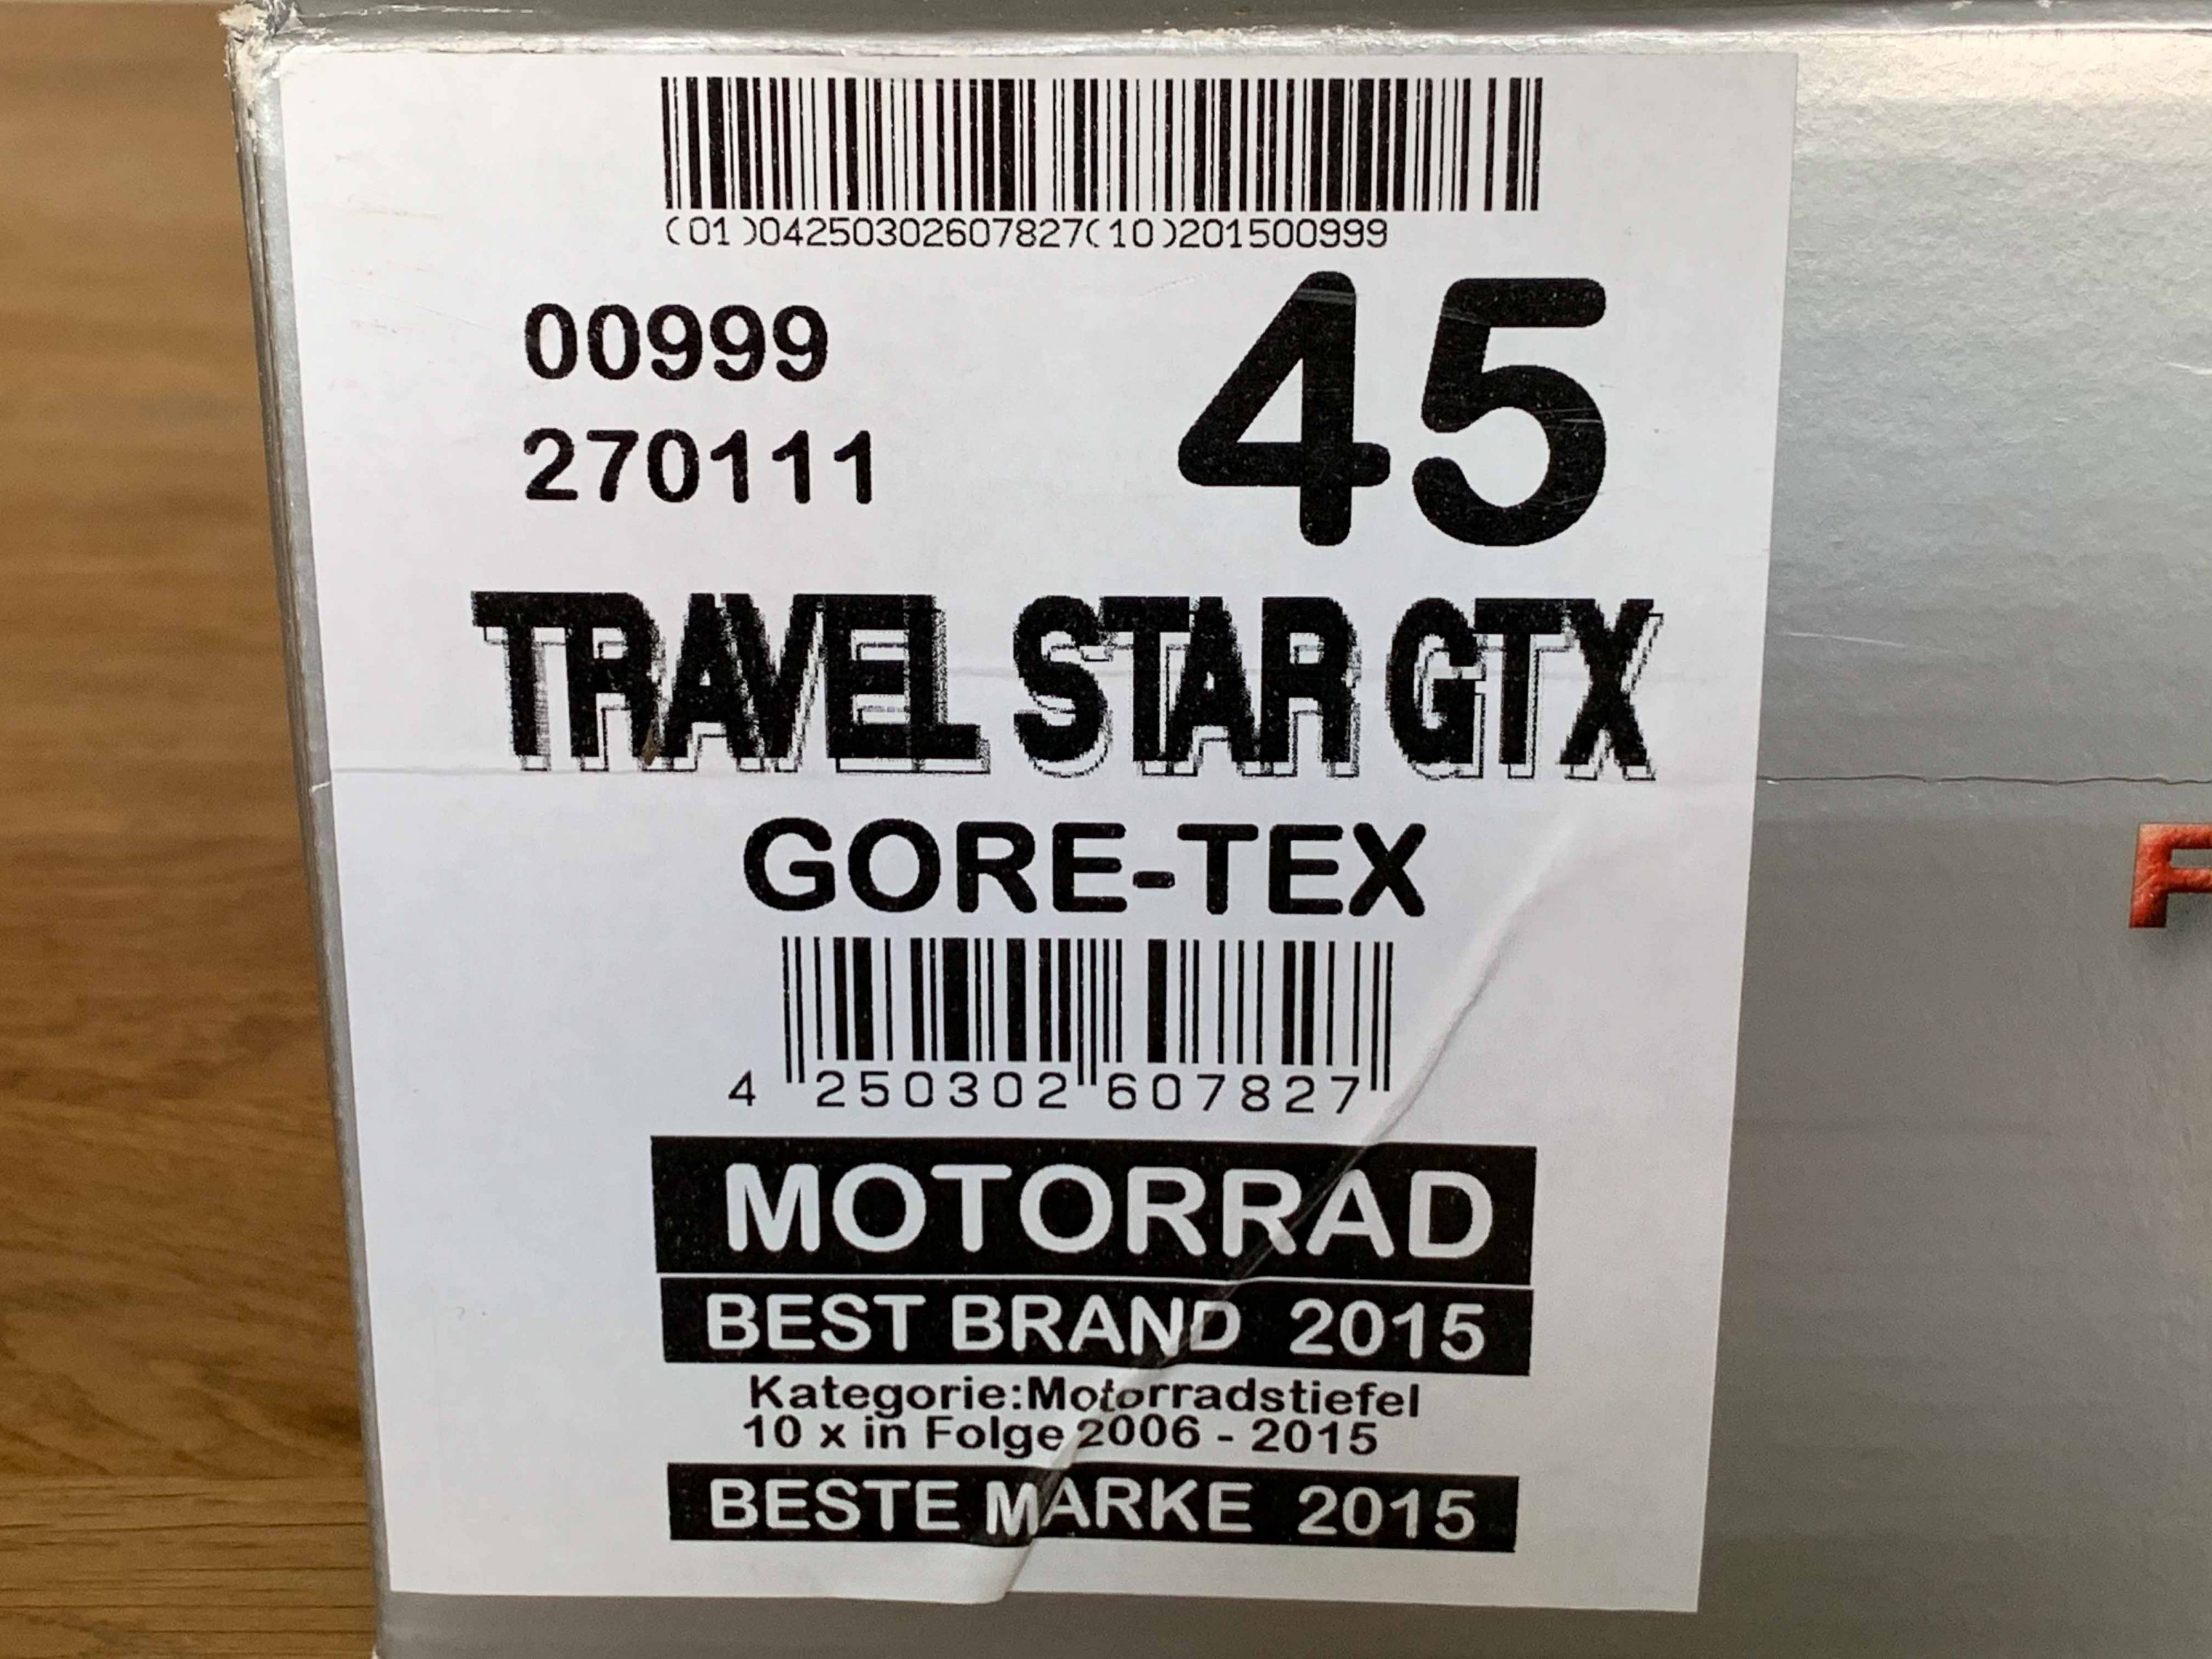 (01)04250302607827(10)201500999
00999
45
270111
TRAVEL STAR GTX
GORE-TEX
4 250302 607827
MOTORRAD
BEST BRAND 2015
Kategorie:Motorradstiefel
10 x in Folge 2006 - 2015
BESTE MARKE 2015